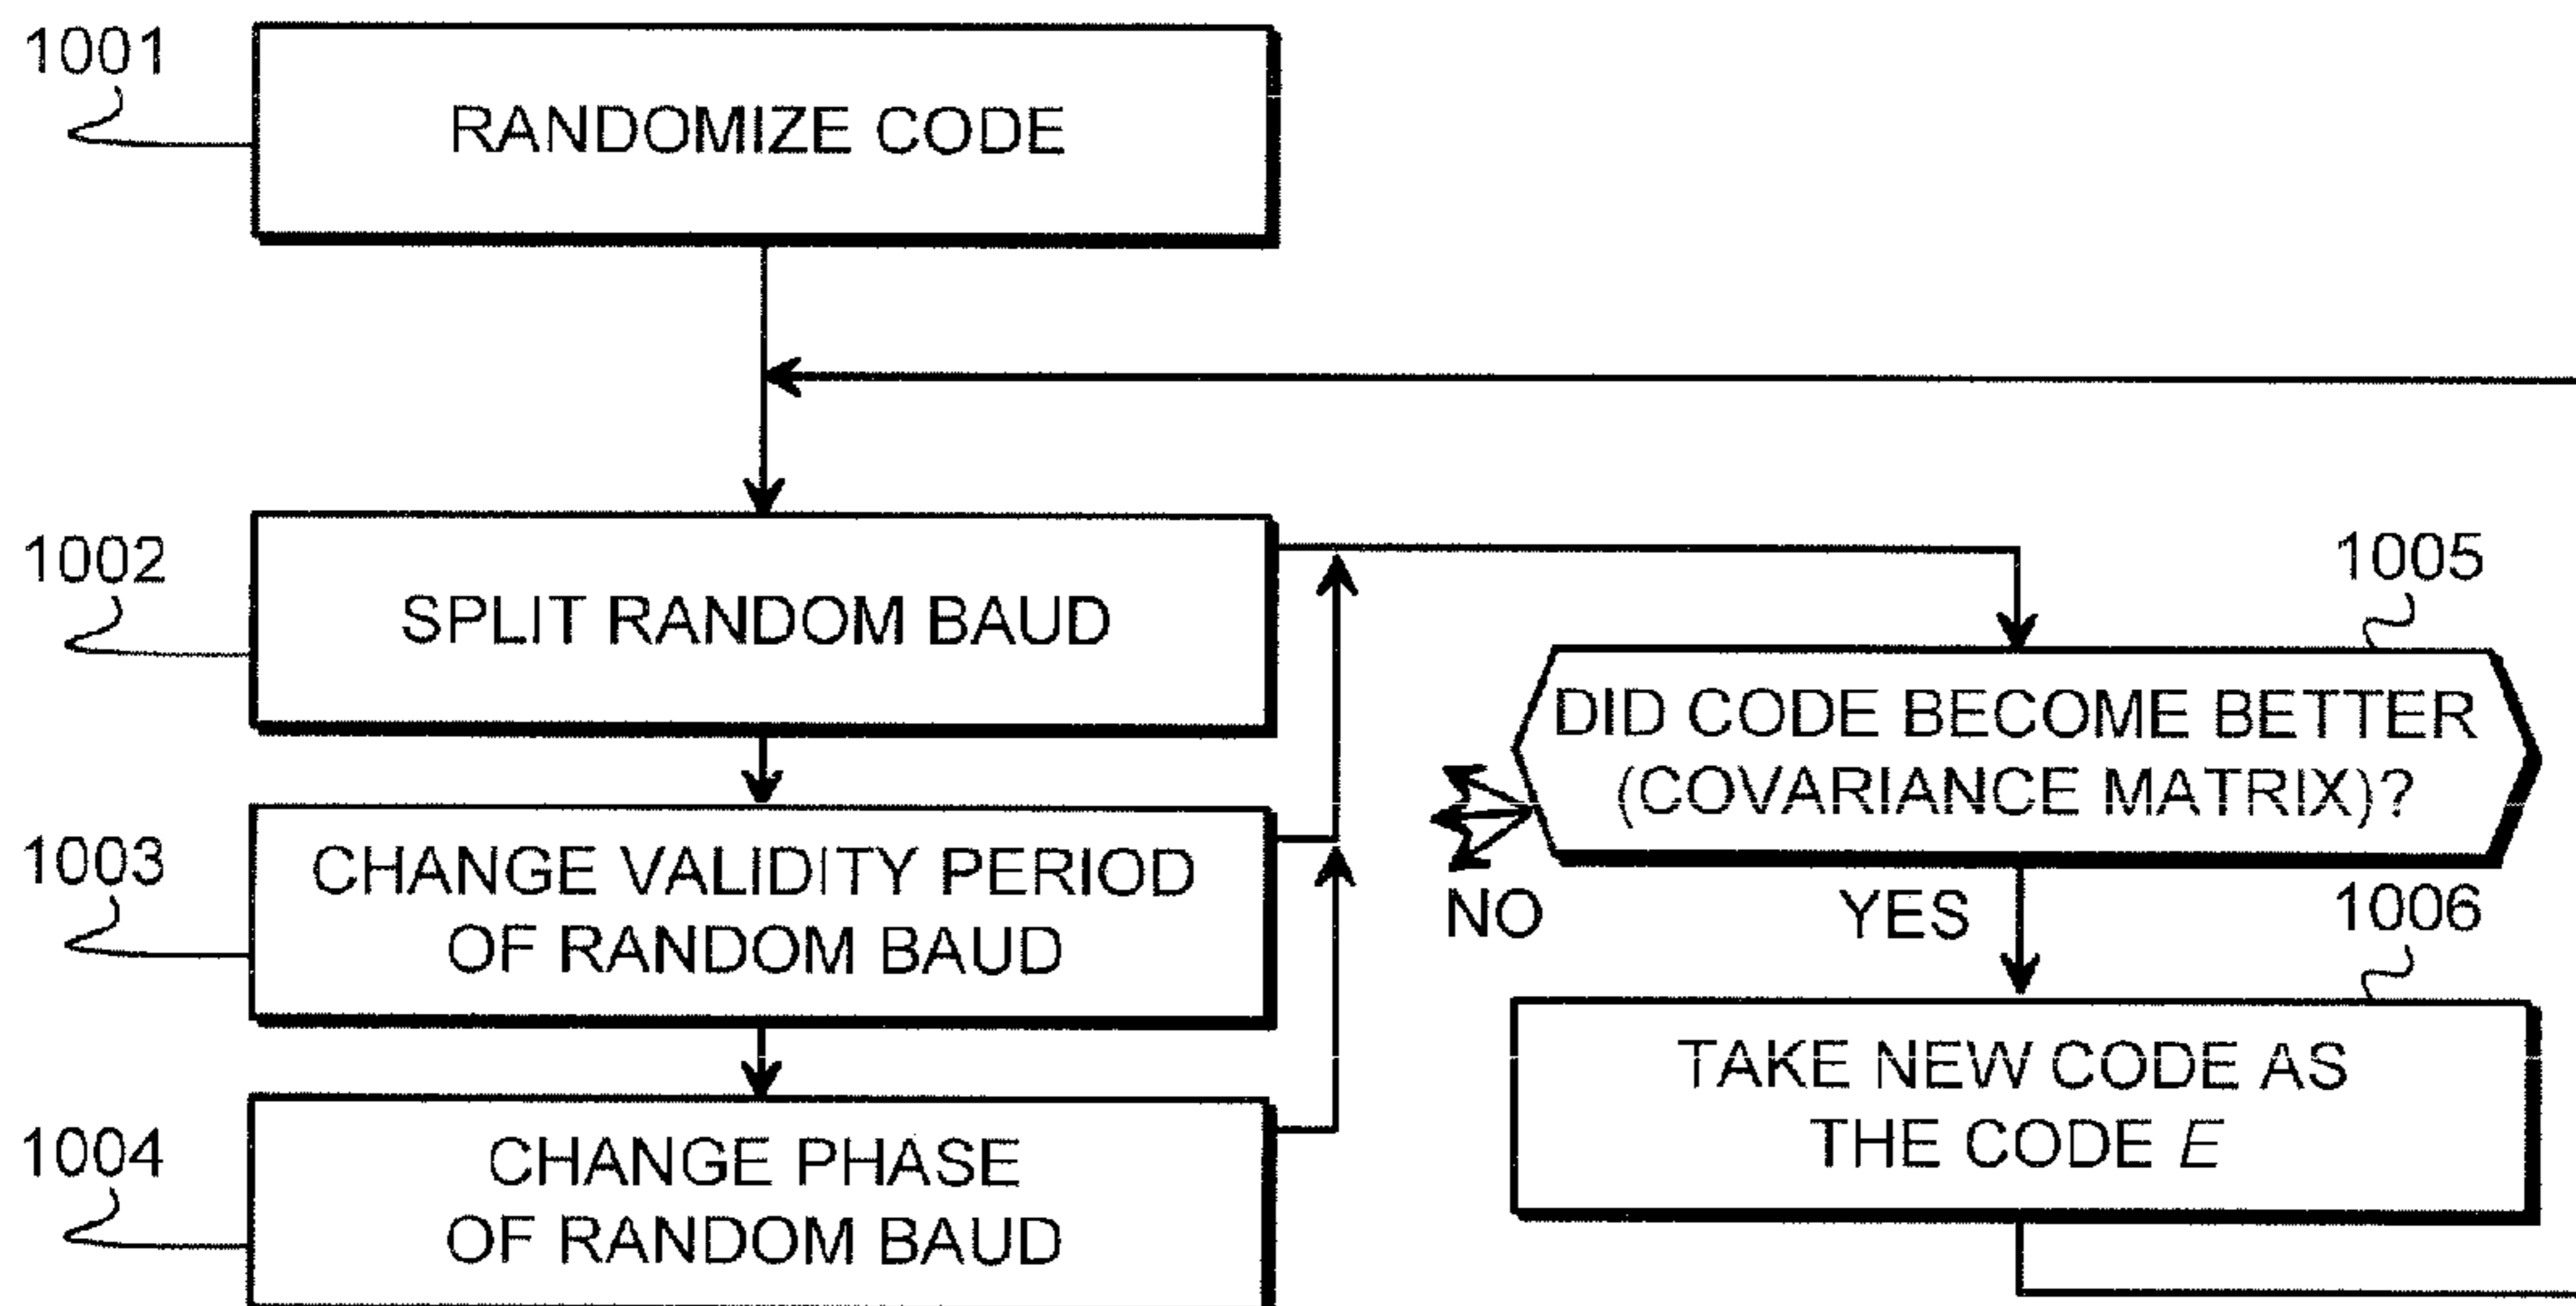 1001
RANDOMIZE CODE
1002
SPLIT RANDOM BAUD
1003
CHANGE VALIDITY PERIOD
OF RANDOM BAUD
1004
CHANGE PHASE
OF RANDOM BAUD
1005
DID CODE BECOME BETTER
(COVARIANCE MATRIX)?
NO
YES
1006
TAKE NEW CODE AS
THE CODE E